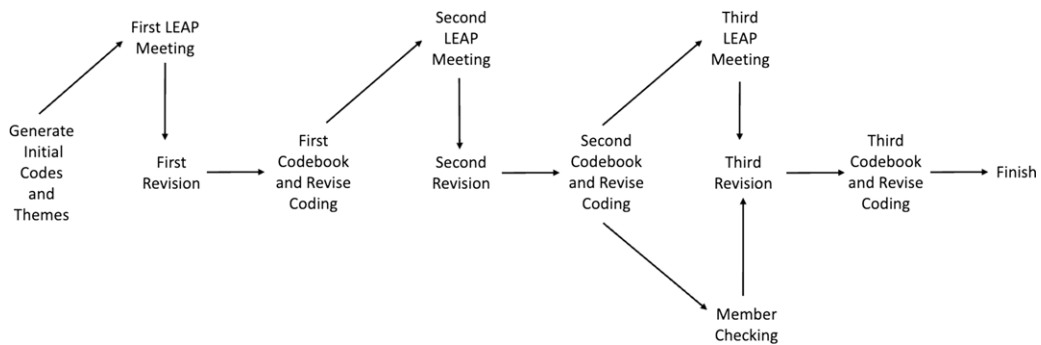 First LEAP
Meeting
Second
LEAP
Meeting
Third
LEAP
Meeting
Generate
Initial
Codes
and
Themes
First
Revision
First
Codebook
and Revise
Coding
Second
Revision
Second
Codebook
and Revise
Coding
Third
Revision
Third
Codebook
and Revise
Coding
Finish
Member
Checking